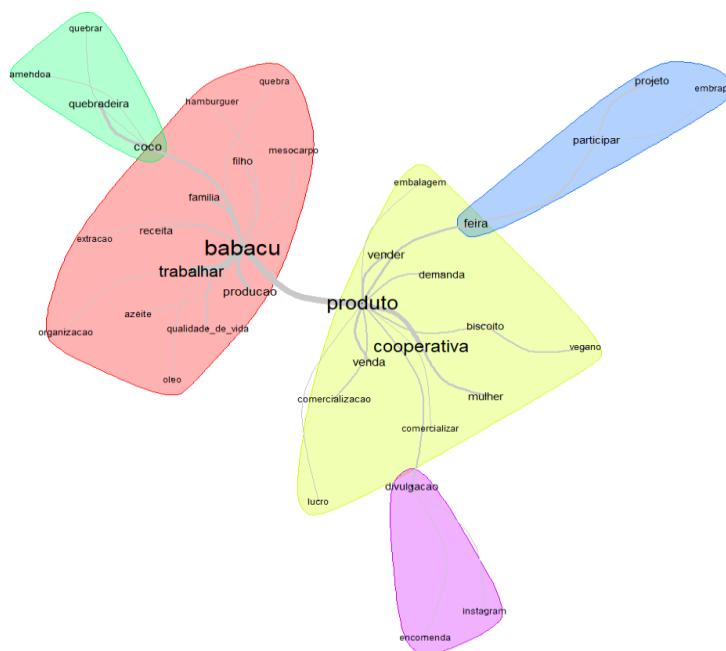 quebrar
amendoa
quebradeira
coco
hamburguer
quebra
filho
mesocarpo
familia
receita
extracao
babacu
trabalhar
producao
azeite
organizacao
qualidade_de_vida
oleo
projeto
participar
feira
embalagem
vender
demanda
produto
biscoito
cooperativa
vegano
venda
comercializacao
mulher
comercializar
lucro
divulgacao
instagram
encomenda